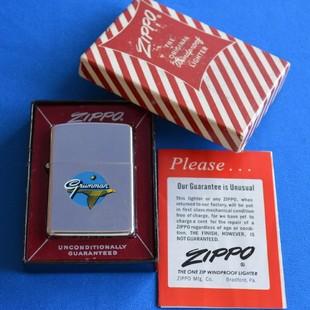 ZIPPO
THE
ORIGINAL
Windproof
LIGHTER
ZIPPO
Grumman
UNCONDITIONALLY
GUARANTEED
Please...
Our Guarantee is Unusual
This lighter or any ZIPPO, when
returned to our factory, will be put
in first class mechanical condition
free of charge, for we have yet to
charge a cent for the repair of a
ZIPPO regardless of age or condi-
tion. THE FINISH, HOWEVER, IS
NOT GUARANTEED.
ZIPPO
®
THE ONE ZIP WINDPROOF LIGHTER
ZIPPO Mfg. Co. Bradford, Pa.